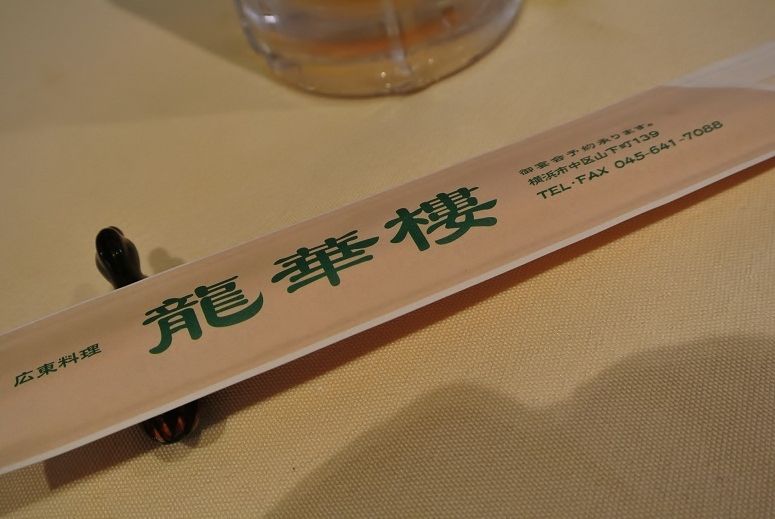 広東料理
龍華樓
御宴会予約承ります。
横浜市中区山下町139
TEL·FAX 045-641-7088